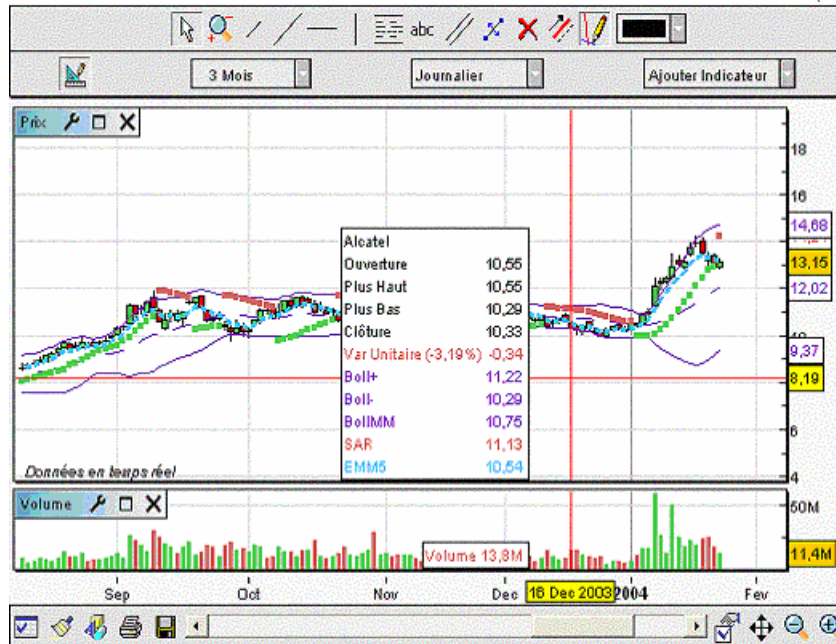 abc
3 Mois Journalier Ajouter Indicateur
Prix
18
16
14,68
13,15
12,02
10
9,37
8,19
6
4
Alcatel
Ouverture 10,55
Plus Haut 10,55
Plus Bas 10,29
Clôture 10,33
Var Unitaire (-3,19%) -0,34
Boll+ 11,22
Boll- 10,29
BollMM 10,75
SAR 11,13
EMM5 10,54
Données en temps réel
Volume
50M
11,4M
Volume 13,8M
Sep Oct Nov Dec 16 Dec 2003 2004 Fev